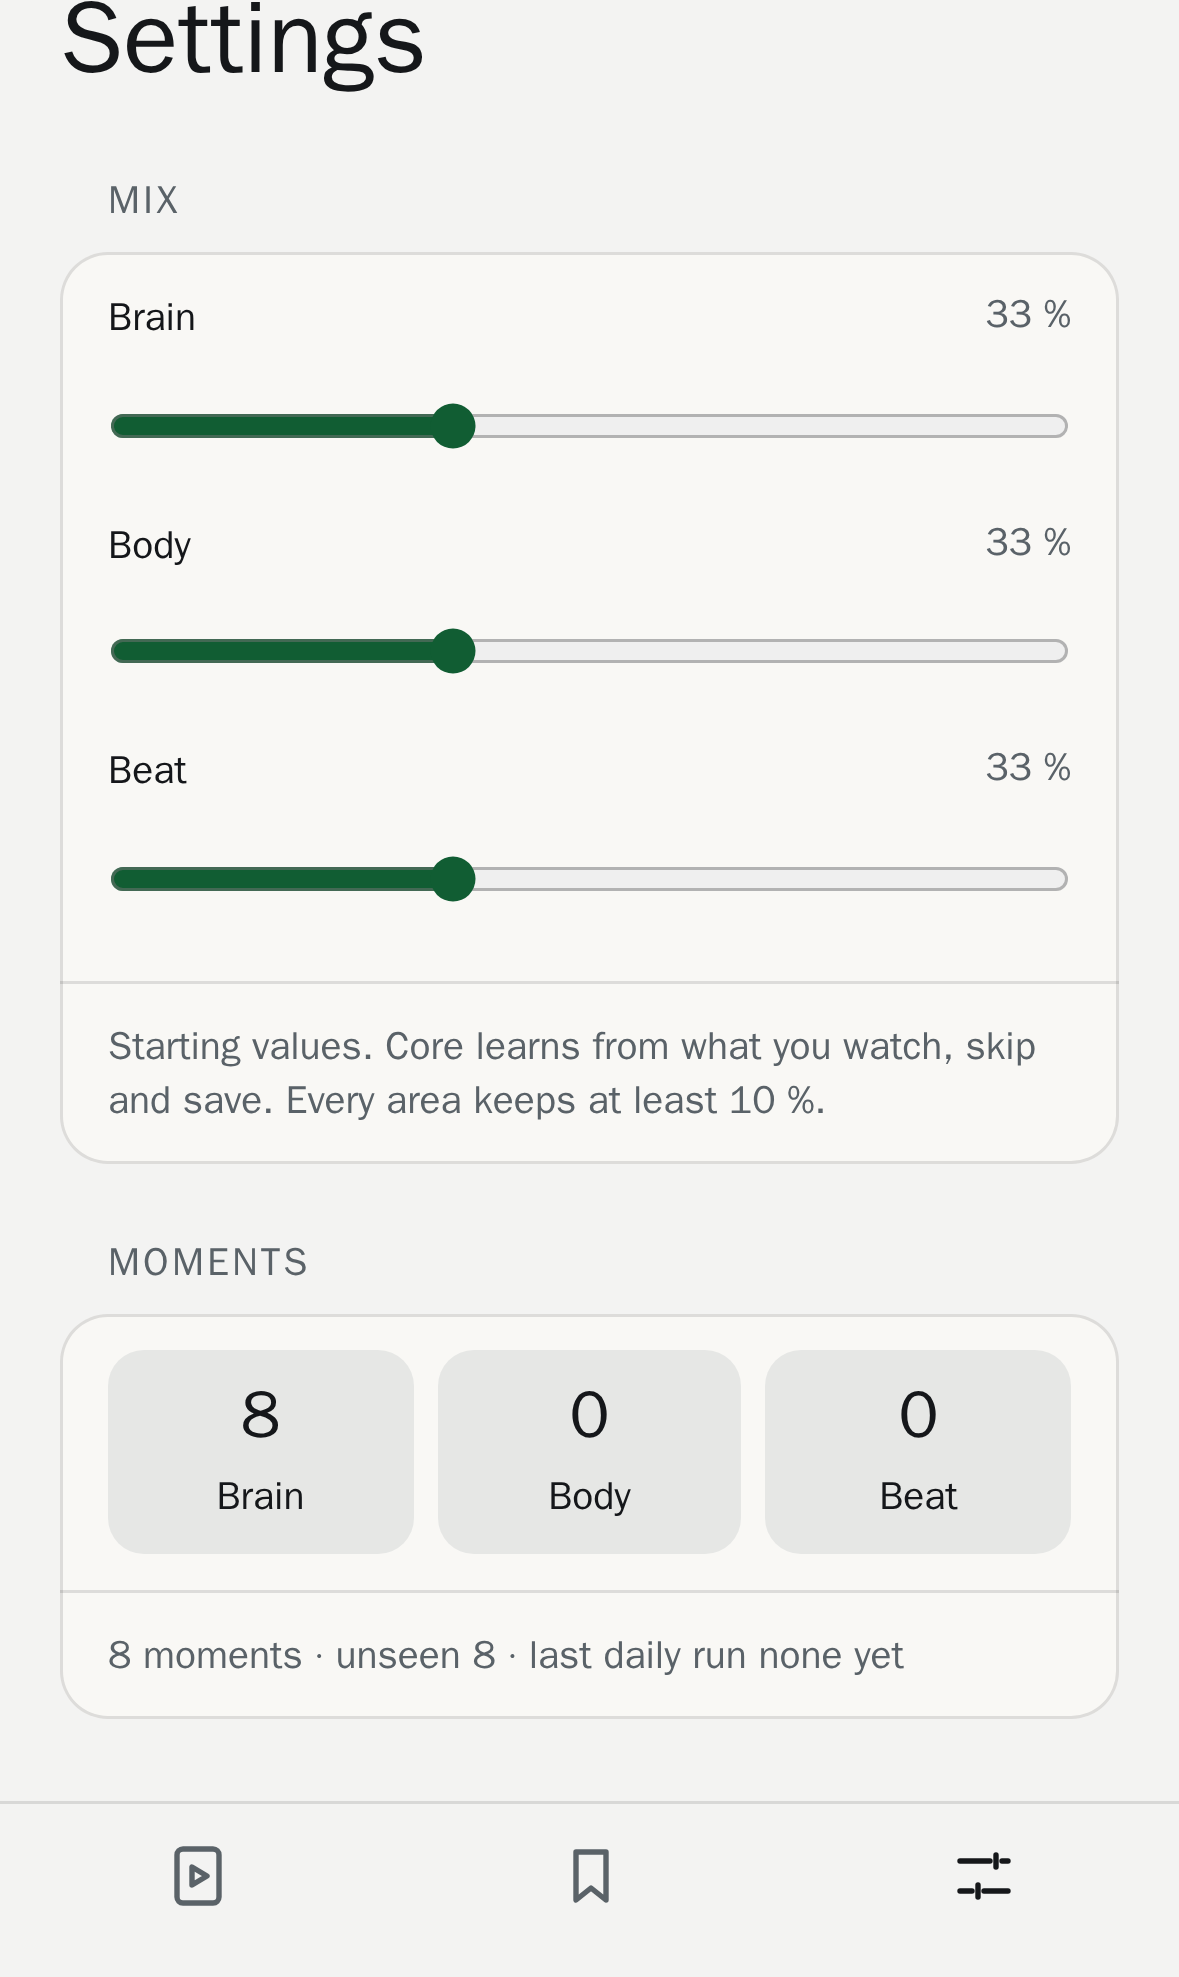 Settings
MIX
Brain 33 %
Body 33 %
Beat 33 %
Starting values. Core learns from what you watch, skip
and save. Every area keeps at least 10 %.
MOMENTS
8 0 0
Brain Body Beat
8 moments · unseen 8 · last daily run none yet